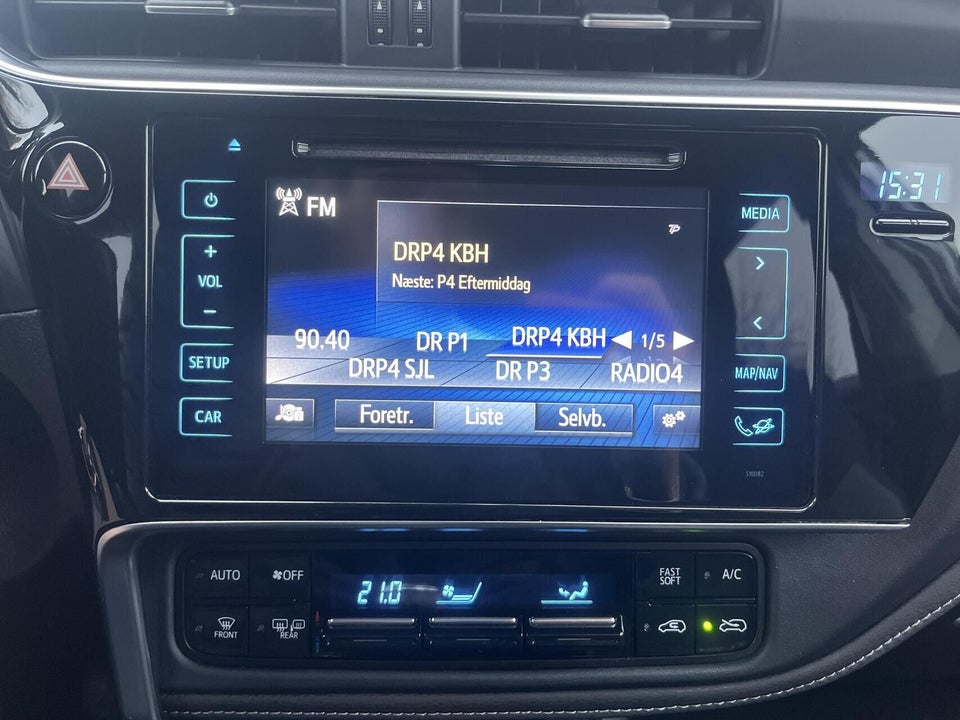 15:31
FM
TP
MEDIA
DRP4 KBH
Næste: P4 Eftermiddag
VOL
90.40 DR P1 DRP4 KBH 1/5
DRP4 SJL DR P3 RADIO4
SETUP
MAP/NAV
CAR
Foretr. Liste Selvb.
510082
AUTO OFF
21.0
FAST
SOFT
A/C
FRONT
REAR